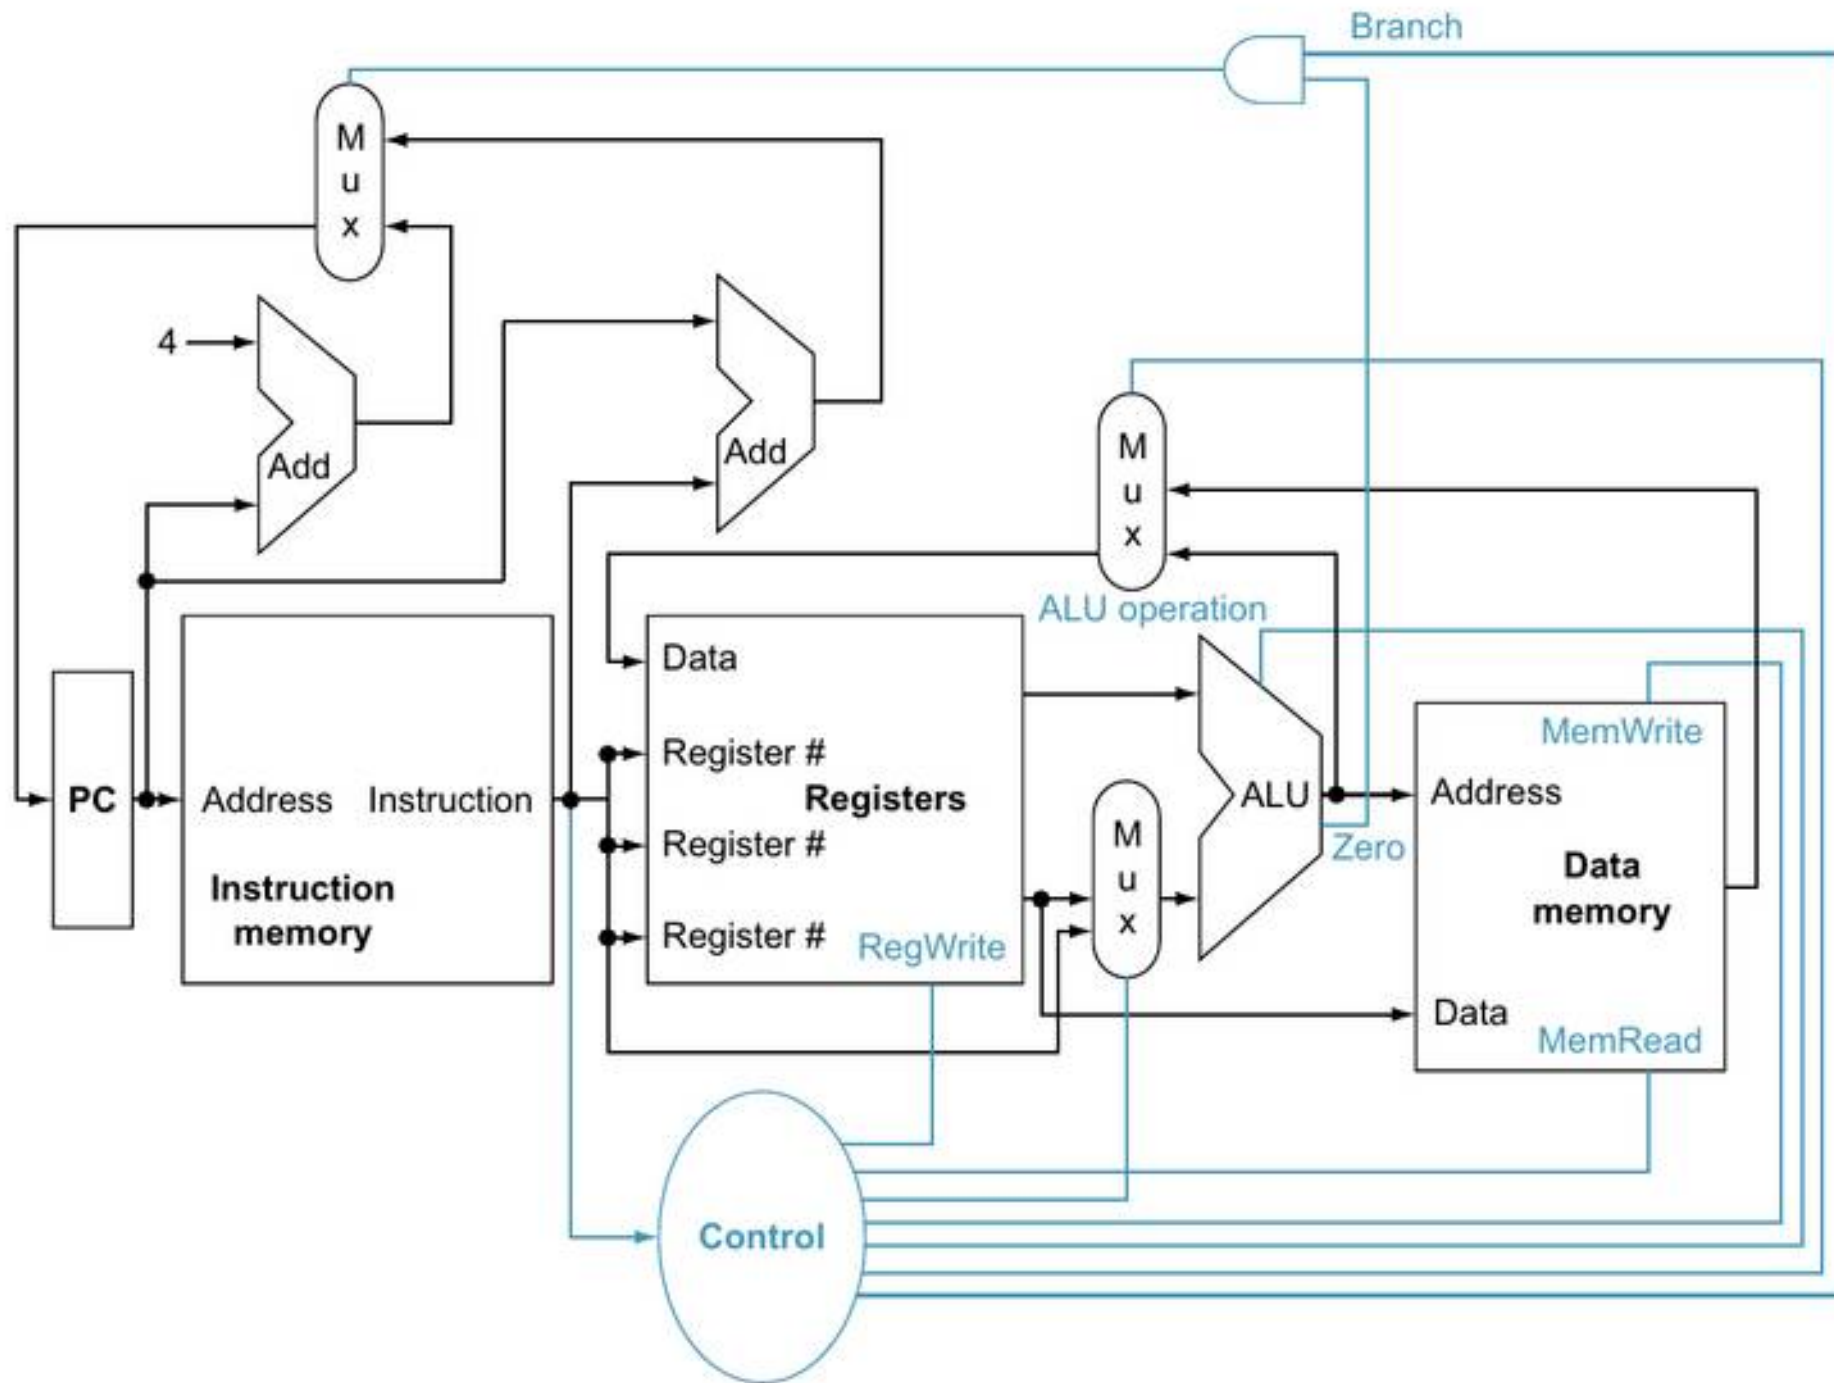 Branch
M
u
x
4
Add
Add
M
u
x
ALU operation
Data
Register #
Registers
Register #
Register #
RegWrite
PC
Address
Instruction
Instruction
memory
M
u
x
ALU
Zero
MemWrite
Address
Data
memory
Data
MemRead
Control